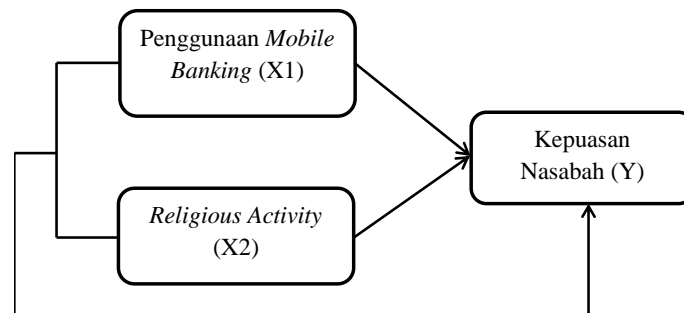 Penggunaan Mobile
Banking (X1)
Kepuasan
Nasabah (Y)
Religious Activity
(X2)